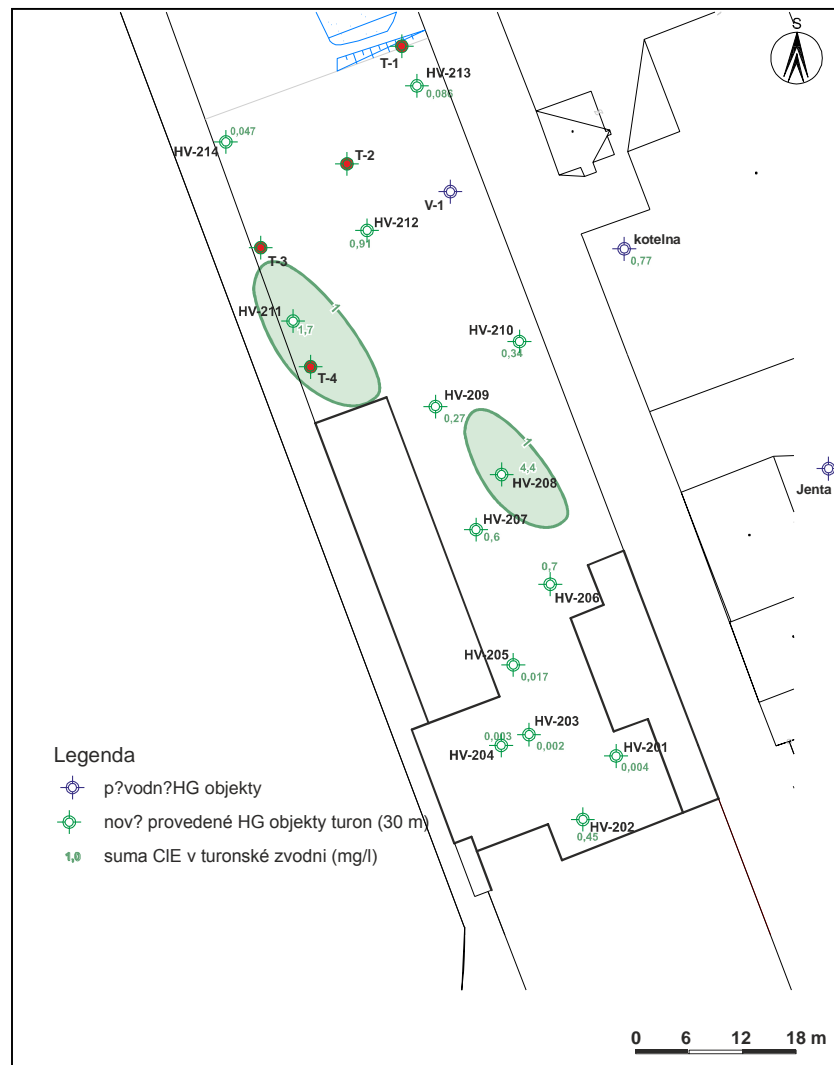 S
T-1
HV-213
0,086
0,047
HV-214
T-2
V-1
HV-212
0,91
kotelna
0,77
T-3
1
HV-211
1,7
HV-210
0,34
T-4
HV-209
0,27
1
4,4
HV-208
Jenta
HV-207
0,6
0,7
HV-206
HV-205
0,017
HV-203
0,003
0,002
HV-204
HV-201
0,004
HV-202
0,45
Legenda
p?vodn?HG objekty
nov? provedené HG objekty turon (30 m)
1,0 suma ClE v turonské zvodni (mg/l)
0 6 12 18 m